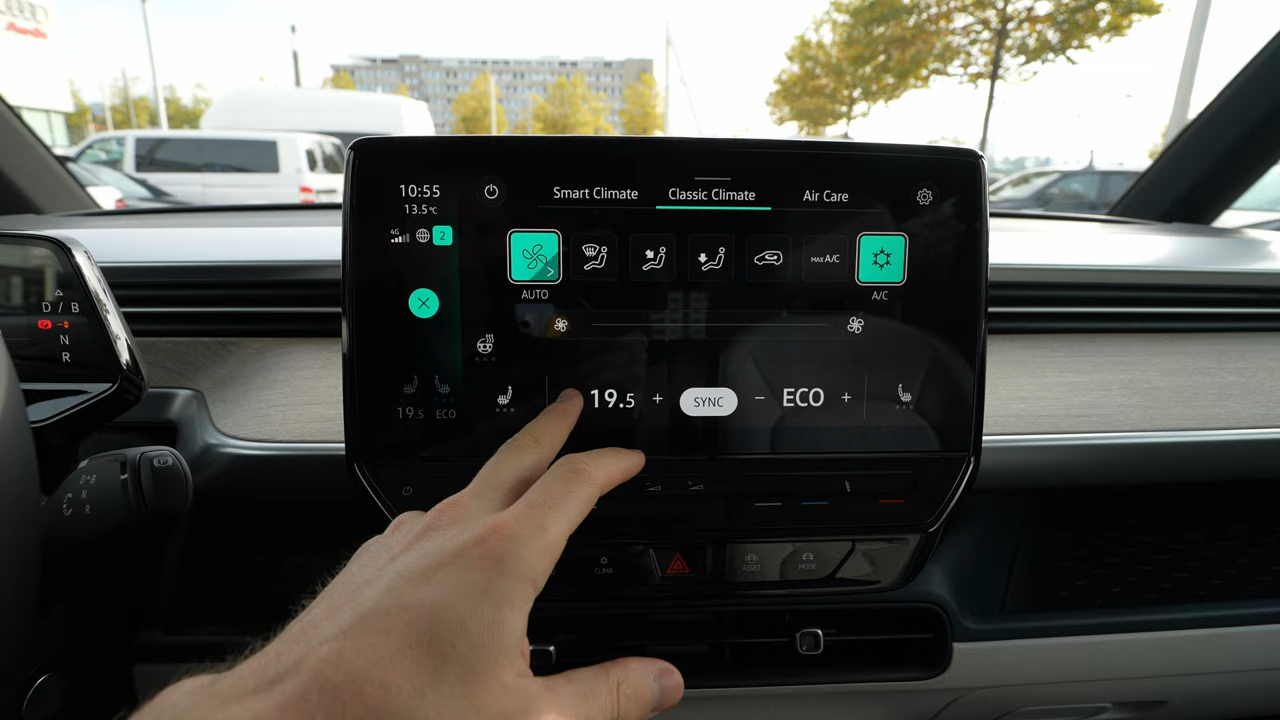 10:55
13.5°C
4G
2
Smart Climate
Classic Climate
Air Care
AUTO
MAX A/C
A/C
19.5
ECO
− 19.5 +
SYNC
− ECO +
D / B
N
R
D/B
N
R
P
CLIMA
ASSIST
MODE